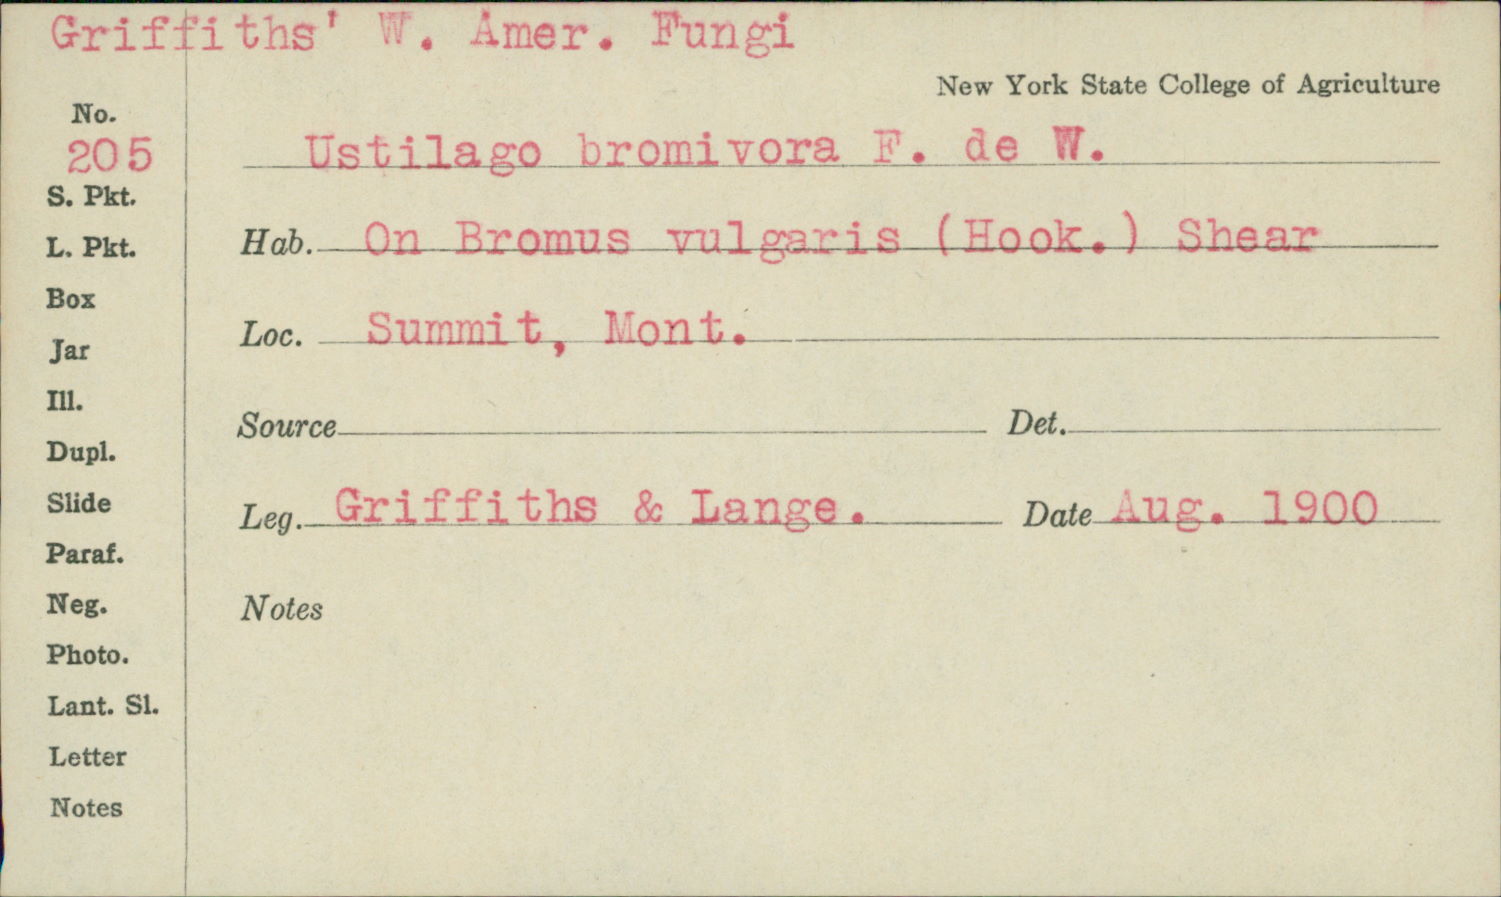 Griffiths' W. Amer. Fungi
New York State College of Agriculture
No.
205
Ustilago bromivora F. de W.
S. Pkt.
L. Pkt.
Hab. On Bromus vulgaris (Hook.) Shear
Box
Jar
Loc. Summit, Mont.
Ill.
Source Det.
Dupl.
Slide
Leg. Griffiths & Lange. Date Aug. 1900
Paraf.
Neg.
Notes
Photo.
Lant. Sl.
Letter
Notes